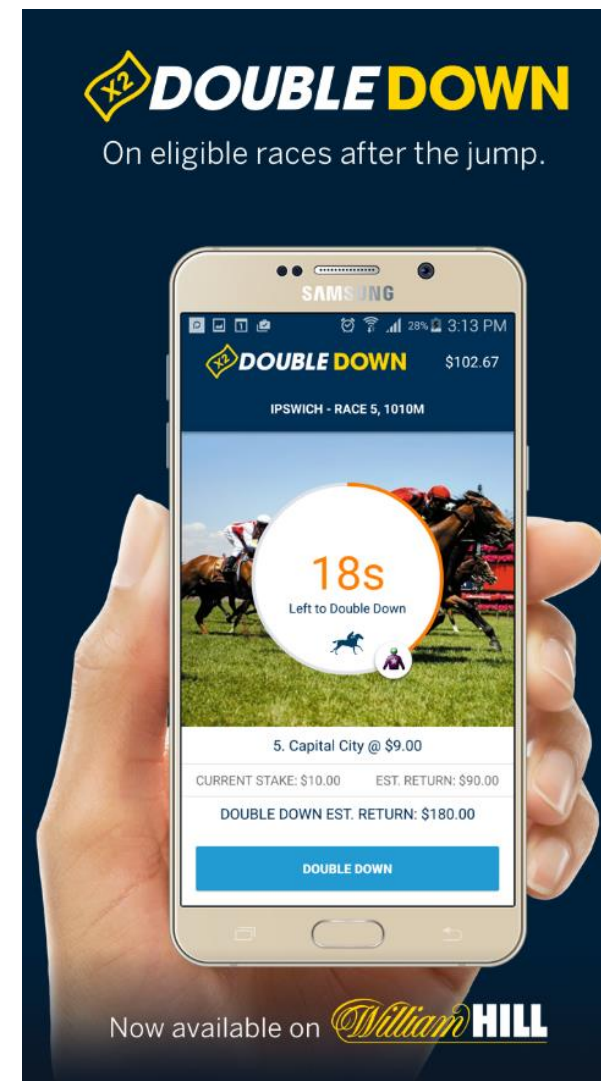 X2 DOUBLE DOWN
On eligible races after the jump.
SAMSUNG
28% 3:13 PM
X2 DOUBLE DOWN $102.67
IPSWICH - RACE 5, 1010M
18s
Left to Double Down
5. Capital City @ $9.00
CURRENT STAKE: $10.00 EST. RETURN: $90.00
DOUBLE DOWN EST. RETURN: $180.00
DOUBLE DOWN
Now available on William HILL